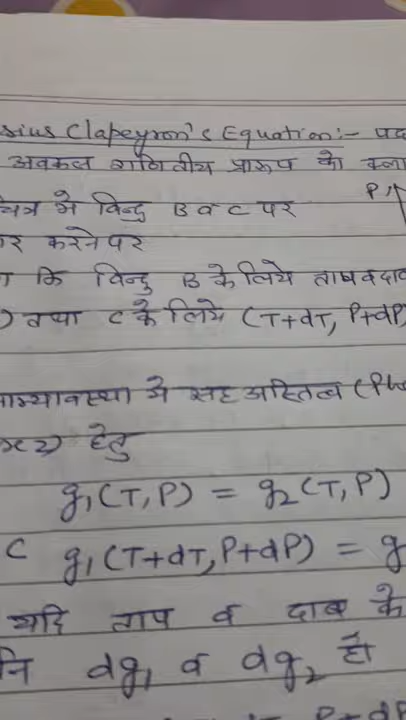 sius Clapeyron's Equation:- पद
अवकल गणितीय प्रारूप को क्ला
चित्र में बिन्दु B व C पर P↑
र करने पर
कि बिन्दु B के लिये ताप व दाब
) तथा C के लिये (T+dT, P+dP)
म्यावस्था में सह अस्तित्व (Ph
हेतु
g₁(T,P) = g₂(T,P)
C g₁(T+dT,P+dP) = g
यदि ताप व दाब के
dg₁ व dg₂ हो